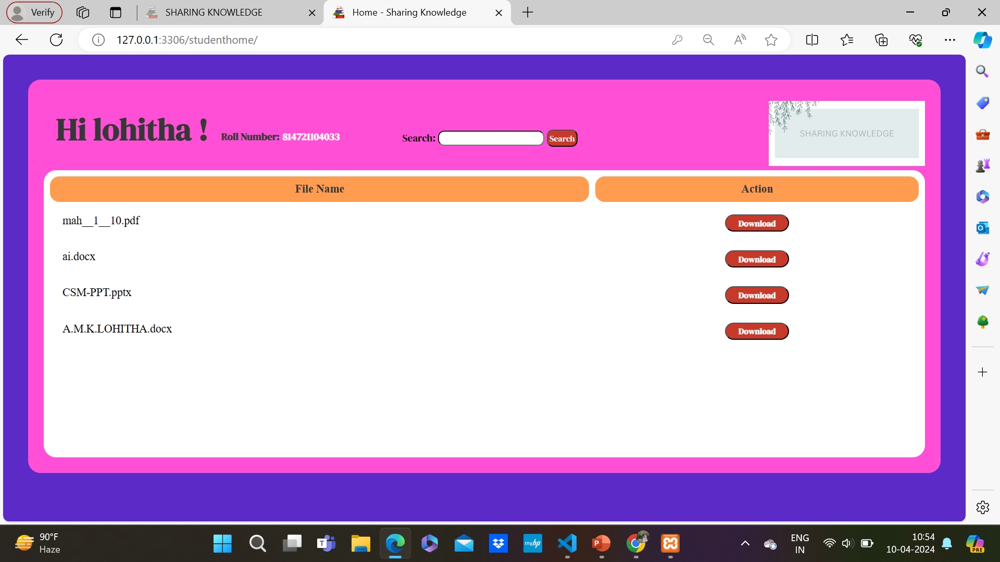 Verify
SHARING KNOWLEDGE
Home - Sharing Knowledge
127.0.0.1:3306/studenthome/
Hi lohitha !
Roll Number: 814721104033
Search:
Search
SHARING KNOWLEDGE
File Name
Action
mah__1__10.pdf
Download
ai.docx
Download
CSM-PPT.pptx
Download
A.M.K.LOHITHA.docx
Download
90°F
Haze
ENG
IN
10:54
10-04-2024
myhp
PRE